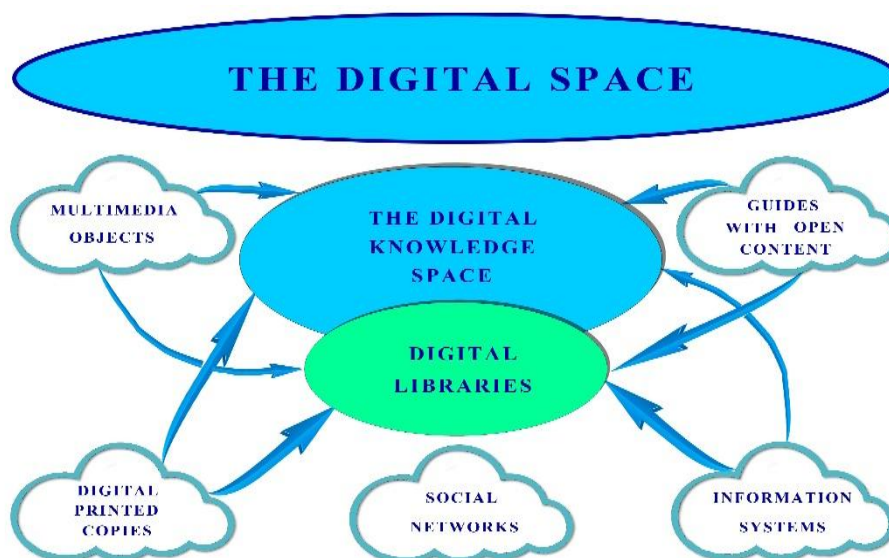 THE DIGITAL SPACE
MULTIMEDIA
OBJECTS
THE DIGITAL
KNOWLEDGE
SPACE
GUIDES
WITH OPEN
CONTENT
DIGITAL
LIBRARIES
DIGITAL
PRINTED
COPIES
SOCIAL
NETWORKS
INFORMATION
SYSTEMS